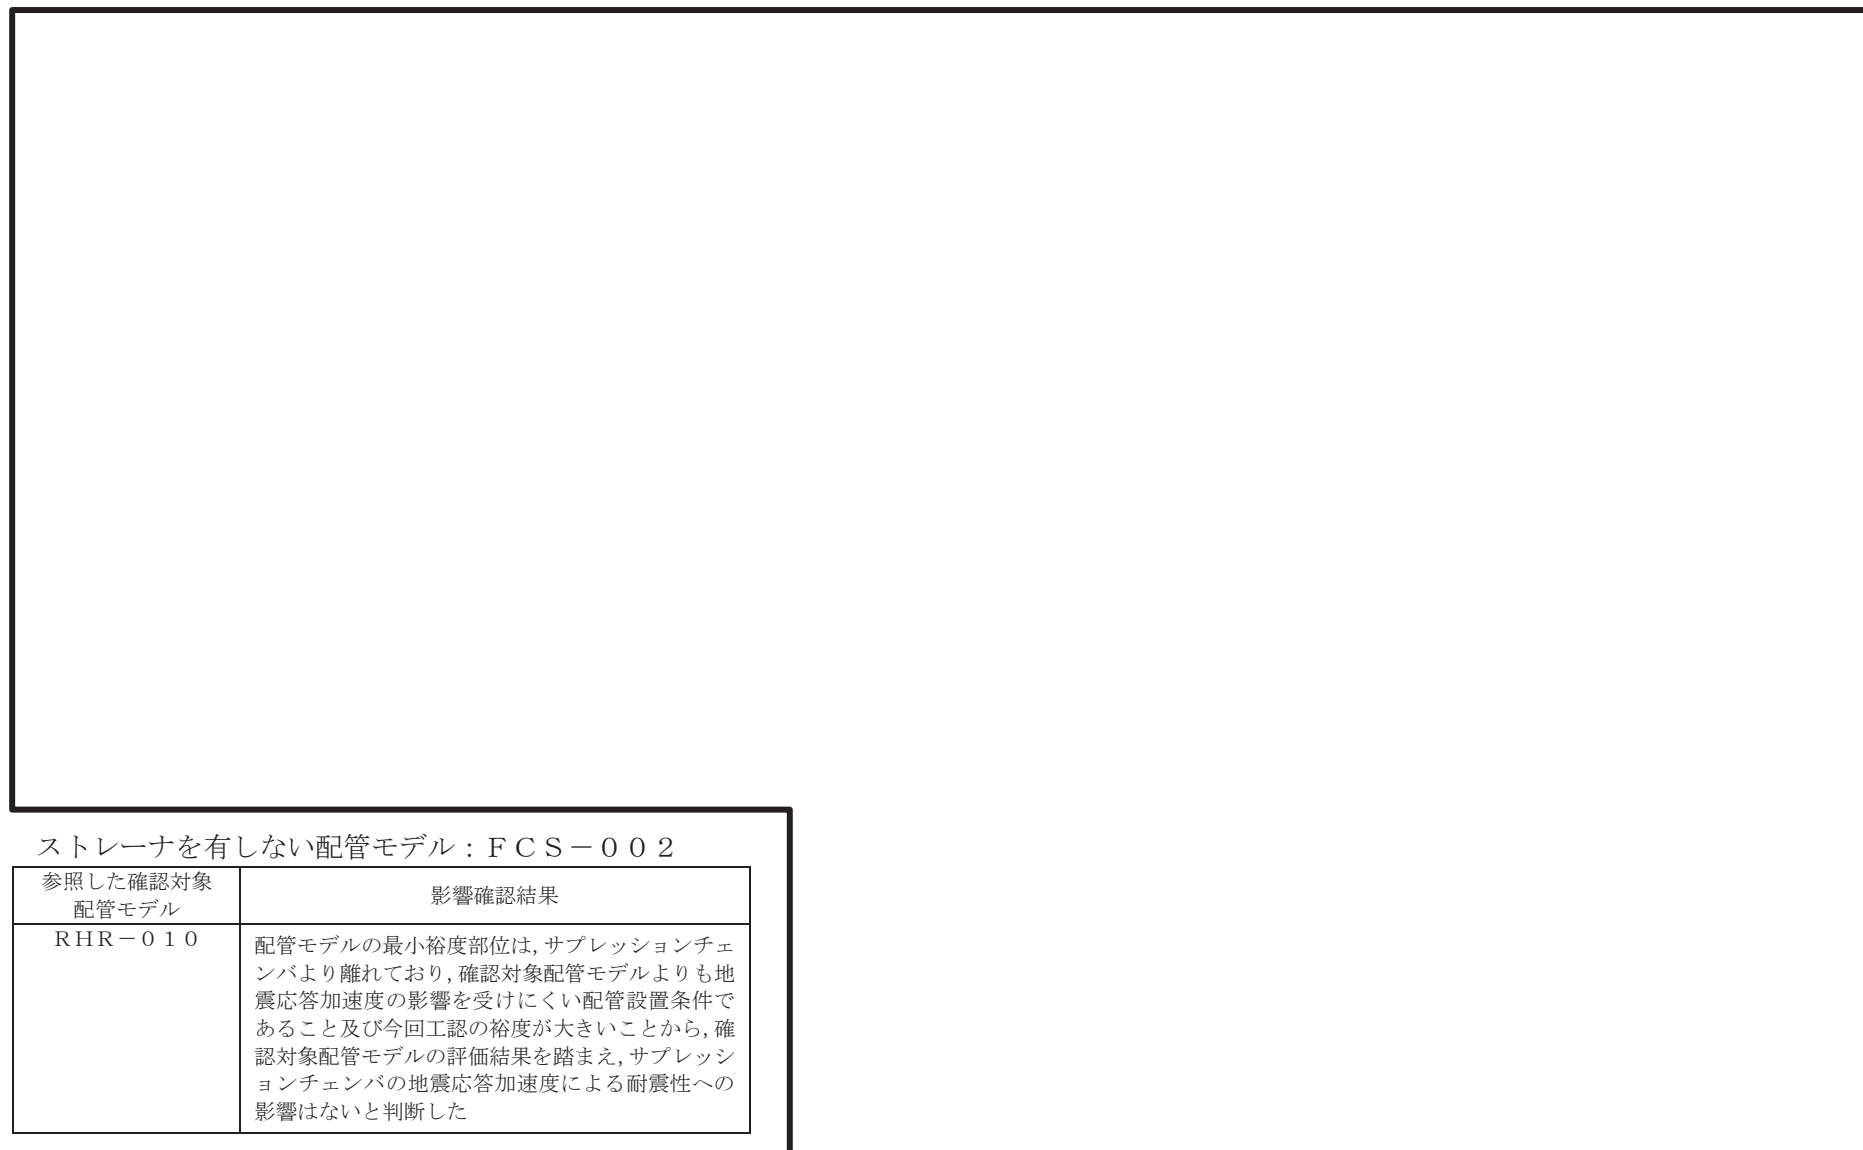 ストレーナを有しない配管モデル：ＦＣＳ－００２
参照した確認対象
配管モデル
影響確認結果
ＲＨＲ－０１０
配管モデルの最小裕度部位は，サプレッションチェ
ンバより離れており，確認対象配管モデルよりも地
震応答加速度の影響を受けにくい配管設置条件で
あること及び今回工認の裕度が大きいことから，確
認対象配管モデルの評価結果を踏まえ，サプレッシ
ョンチェンバの地震応答加速度による耐震性への
影響はないと判断した